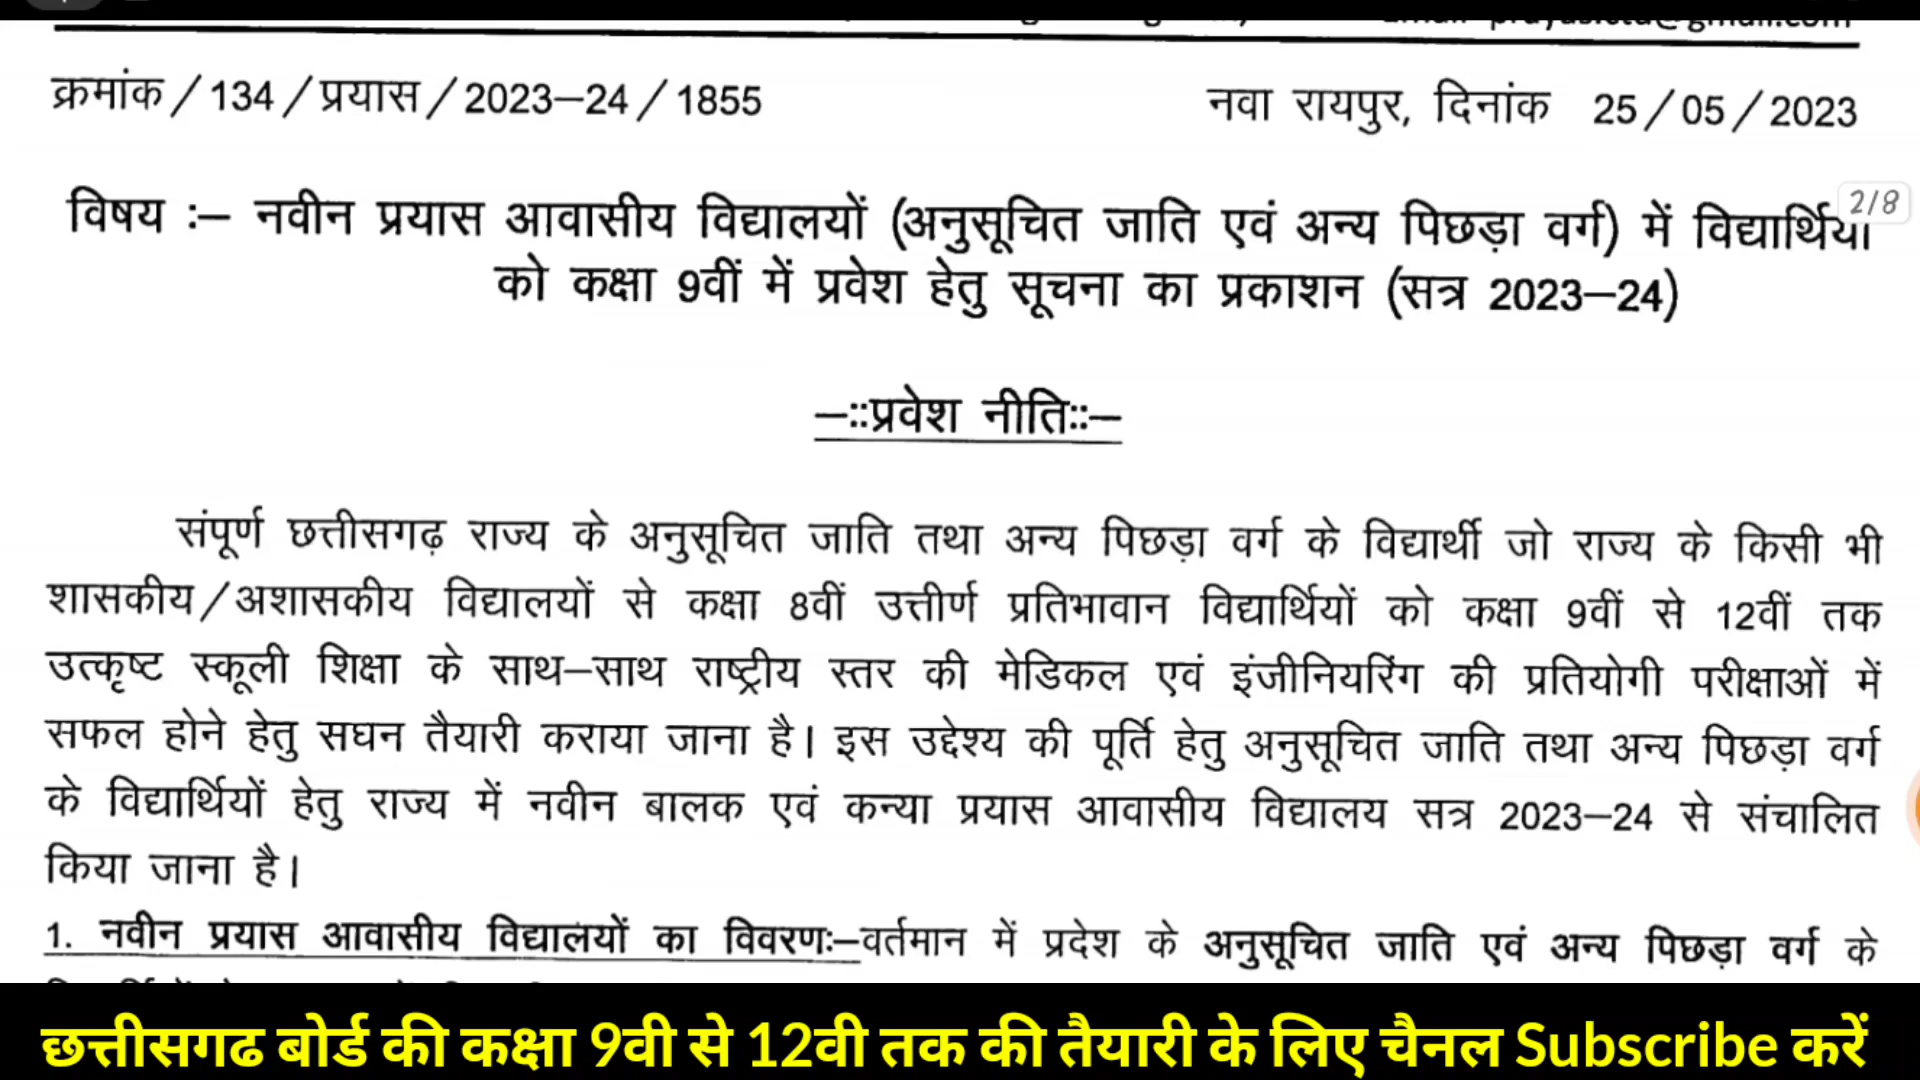 क्रमांक/134/प्रयास/2023–24/1855 नवा रायपुर, दिनांक 25/05/2023
2/8
विषय :– नवीन प्रयास आवासीय विद्यालयों (अनुसूचित जाति एवं अन्य पिछड़ा वर्ग) में विद्यार्थियों
को कक्षा 9वीं में प्रवेश हेतु सूचना का प्रकाशन (सत्र 2023–24)
–::प्रवेश नीति::–
संपूर्ण छत्तीसगढ़ राज्य के अनुसूचित जाति तथा अन्य पिछड़ा वर्ग के विद्यार्थी जो राज्य के किसी भी
शासकीय/अशासकीय विद्यालयों से कक्षा 8वीं उत्तीर्ण प्रतिभावान विद्यार्थियों को कक्षा 9वीं से 12वीं तक
उत्कृष्ट स्कूली शिक्षा के साथ–साथ राष्ट्रीय स्तर की मेडिकल एवं इंजीनियरिंग की प्रतियोगी परीक्षाओं में
सफल होने हेतु सघन तैयारी कराया जाना है। इस उद्देश्य की पूर्ति हेतु अनुसूचित जाति तथा अन्य पिछड़ा वर्ग
के विद्यार्थियों हेतु राज्य में नवीन बालक एवं कन्या प्रयास आवासीय विद्यालय सत्र 2023–24 से संचालित
किया जाना है।
1. नवीन प्रयास आवासीय विद्यालयों का विवरणः–वर्तमान में प्रदेश के अनुसूचित जाति एवं अन्य पिछड़ा वर्ग के
छत्तीसगढ बोर्ड की कक्षा 9वी से 12वी तक की तैयारी के लिए चैनल Subscribe करें